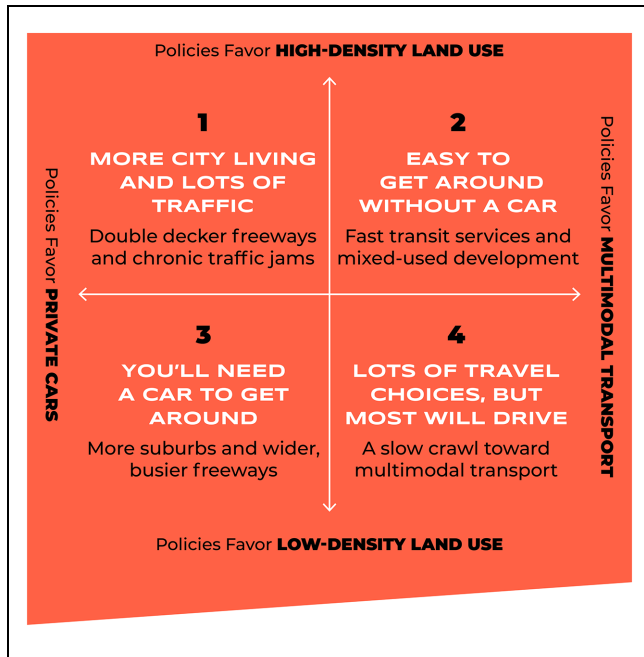 Policies Favor HIGH-DENSITY LAND USE
Policies Favor PRIVATE CARS
1
MORE CITY LIVING
AND LOTS OF
TRAFFIC
Double decker freeways
and chronic traffic jams
2
EASY TO
GET AROUND
WITHOUT A CAR
Fast transit services and
mixed-used development
Policies Favor MULTIMODAL TRANSPORT
3
YOU'LL NEED
A CAR TO GET
AROUND
More suburbs and wider,
busier freeways
4
LOTS OF TRAVEL
CHOICES, BUT
MOST WILL DRIVE
A slow crawl toward
multimodal transport
Policies Favor LOW-DENSITY LAND USE